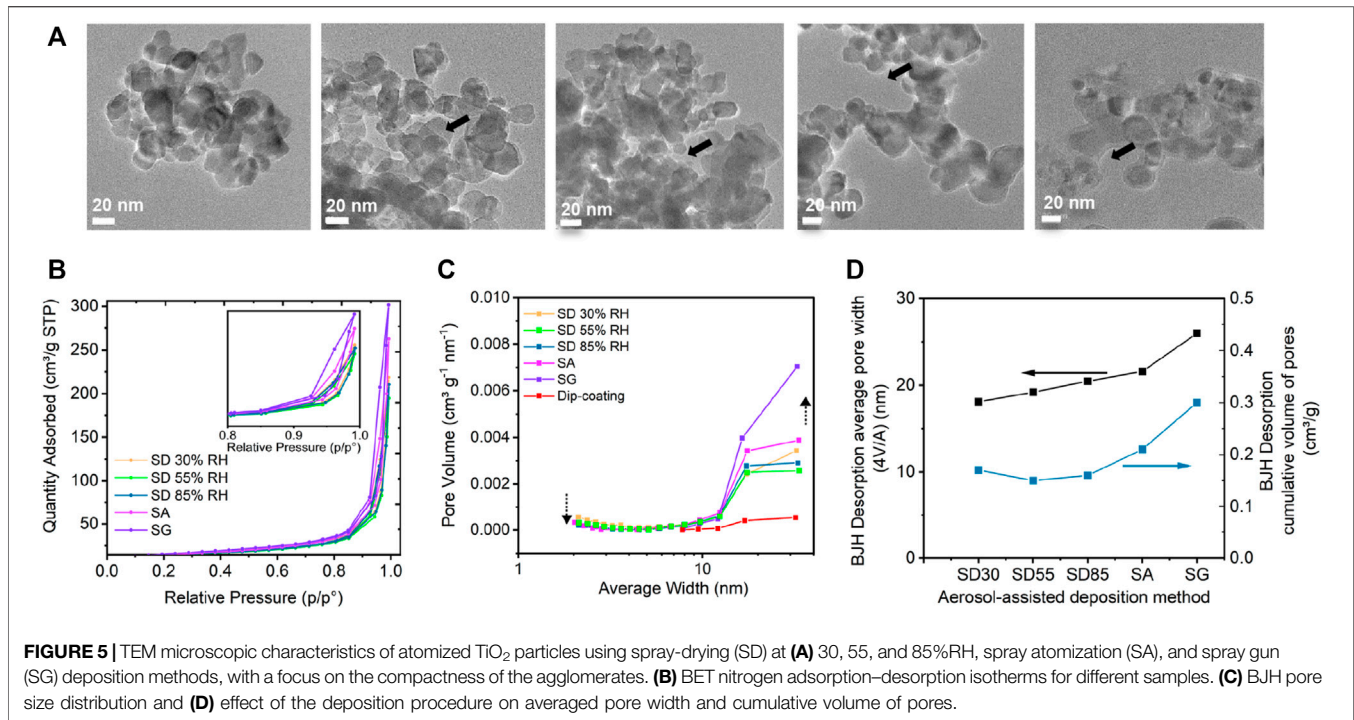 A
20 nm
20 nm
20 nm
20 nm
20 nm
B
Quantity Adsorbed (cm³/g STP)
300
250
200
150
100
50
0.0
0.2
0.4
0.6
0.8
1.0
Relative Pressure (p/p°)
0.8
0.9
1.0
Relative Pressure (p/p°)
SD 30% RH
SD 55% RH
SD 85% RH
SA
SG
C
Pore Volume (cm³ g⁻¹ nm⁻¹)
0.010
0.008
0.006
0.004
0.002
0.000
1
10
Average Width (nm)
SD 30% RH
SD 55% RH
SD 85% RH
SA
SG
Dip-coating
D
BJH Desorption average pore width
(4V/A) (nm)
30
20
10
0
SD30
SD55
SD85
SA
SG
Aerosol-assisted deposition method
0.5
0.4
0.3
0.2
0.1
0.0
BJH Desorption
cumulative volume of pores
(cm³/g)
FIGURE 5 | TEM microscopic characteristics of atomized TiO₂ particles using spray-drying (SD) at (A) 30, 55, and 85%RH, spray atomization (SA), and spray gun
(SG) deposition methods, with a focus on the compactness of the agglomerates. (B) BET nitrogen adsorption–desorption isotherms for different samples. (C) BJH pore
size distribution and (D) effect of the deposition procedure on averaged pore width and cumulative volume of pores.